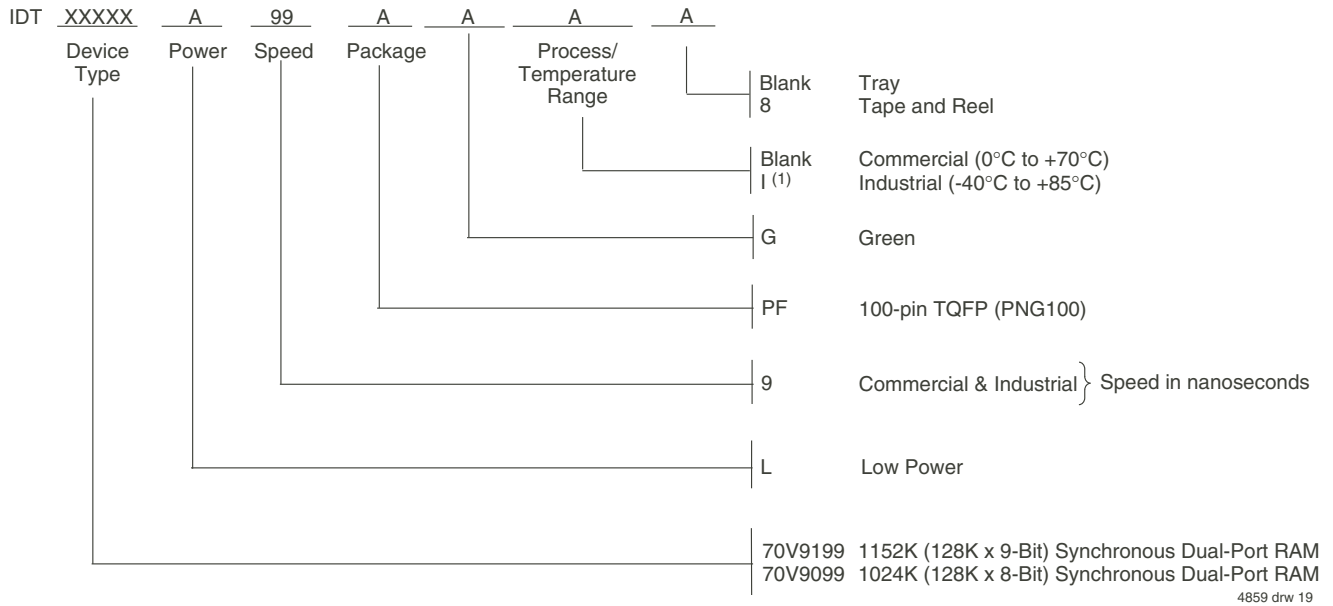 IDT XXXXX A 99 A A A A
Device Type Power Speed Package Process/ Temperature Range
Blank Tray
8 Tape and Reel
Blank Commercial (0°C to +70°C)
I (1) Industrial (-40°C to +85°C)
G Green
PF 100-pin TQFP (PNG100)
9 Commercial & Industrial } Speed in nanoseconds
L Low Power
70V9199 1152K (128K x 9-Bit) Synchronous Dual-Port RAM
70V9099 1024K (128K x 8-Bit) Synchronous Dual-Port RAM
4859 drw 19